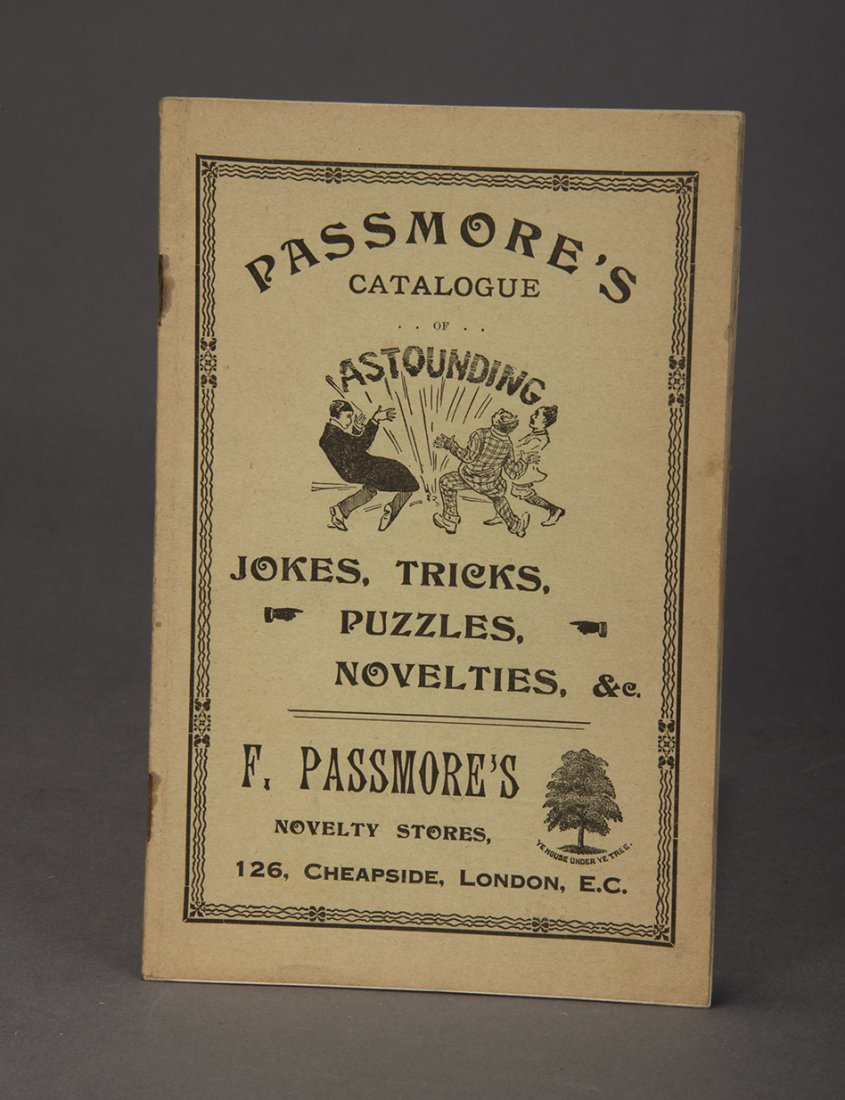 PASSMORE'S
CATALOGUE
. . OF . .
ASTOUNDING
JOKES, TRICKS,
PUZZLES,
NOVELTIES, &c.
F. PASSMORE'S
NOVELTY STORES,
YE HOUSE UNDER YE TREE.
126, CHEAPSIDE, LONDON, E.C.